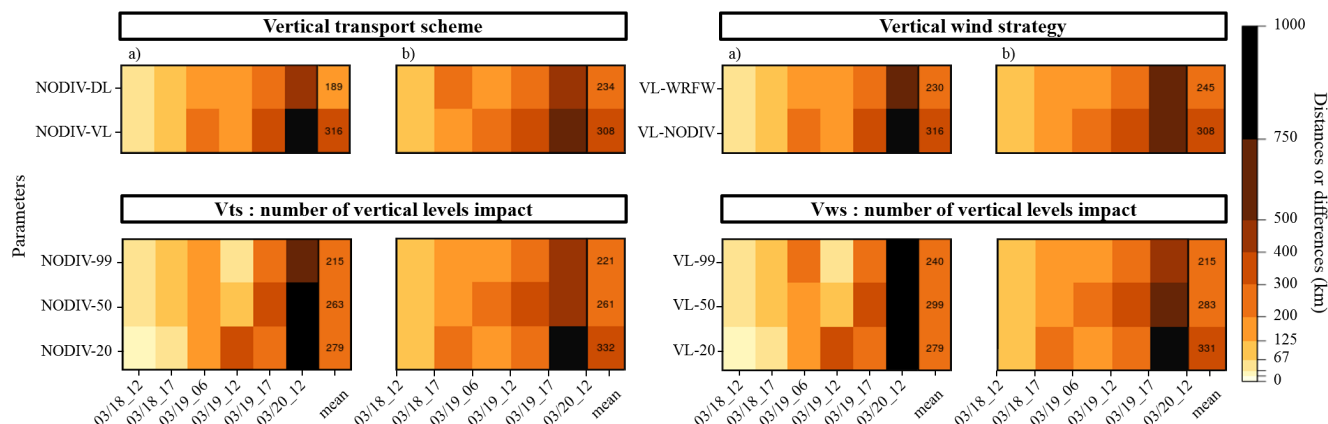 Vertical transport scheme
Vertical wind strategy
a)
b)
a)
b)
NODIV-DL
189
234
NODIV-VL
316
308
VL-WRFW
230
245
VL-NODIV
316
308
Parameters
Vts : number of vertical levels impact
Vws : number of vertical levels impact
NODIV-99
215
221
NODIV-50
263
261
NODIV-20
279
332
VL-99
240
215
VL-50
299
283
VL-20
279
331
03/18_12
03/18_17
03/19_06
03/19_12
03/19_17
03/20_12
mean
03/18_12
03/18_17
03/19_06
03/19_12
03/19_17
03/20_12
mean
03/18_12
03/18_17
03/19_06
03/19_12
03/19_17
03/20_12
mean
03/18_12
03/18_17
03/19_06
03/19_12
03/19_17
03/20_12
mean
1000
750
500
400
300
200
125
67
0
Distances or differences (km)